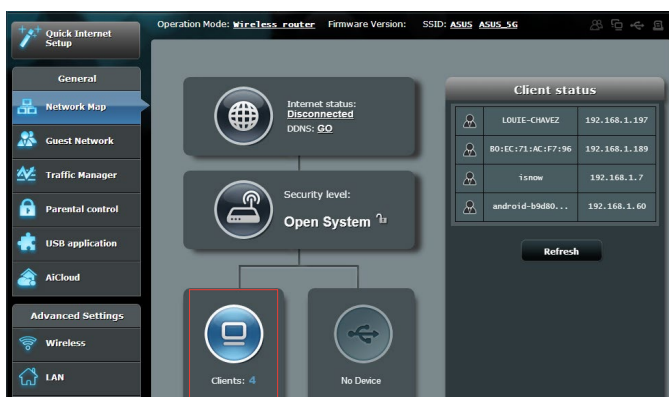 Operation Mode: Wireless router Firmware Version: SSID: ASUS ASUS_5G
Quick Internet
Setup
General
Network Map
Guest Network
Traffic Manager
Parental control
USB application
AiCloud
Advanced Settings
Wireless
LAN
Internet status:
Disconnected
DDNS: GO
Security level:
Open System
Clients: 4
No Device
Client status
LOUIE-CHAVEZ 192.168.1.197
80:EC:71:AC:F7:96 192.168.1.189
isnow 192.168.1.7
android-b9d80... 192.168.1.60
Refresh